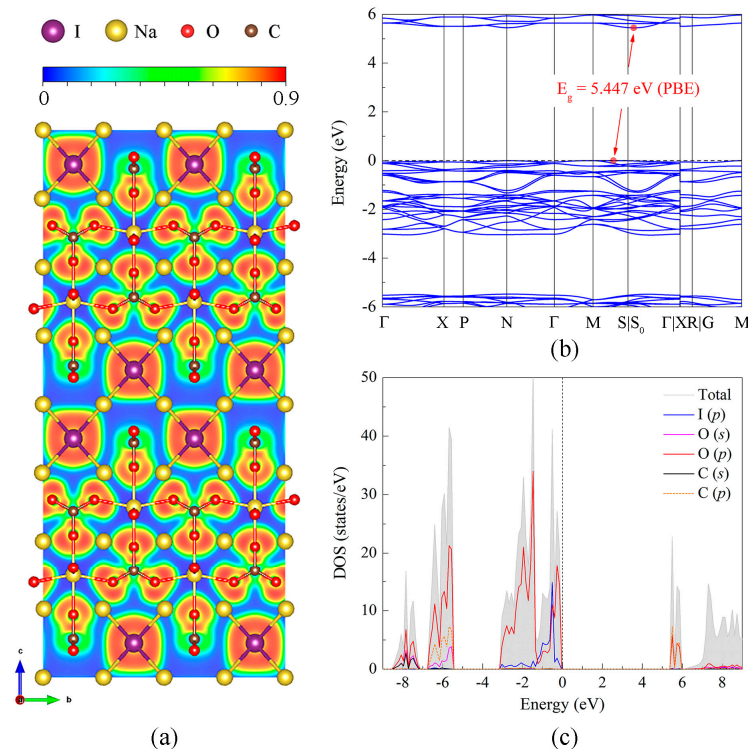 I Na O C
0 0.9
c
a
b
(a)
6
4
2
0
-2
-4
-6
Energy (eV)
E_g = 5.447 eV (PBE)
Γ X P N Γ M S|S₀ Γ|X R|G M
(b)
50
40
30
20
10
0
DOS (states/eV)
Total
I (p)
O (s)
O (p)
C (s)
C (p)
-8 -6 -4 -2 0 2 4 6 8
Energy (eV)
(c)